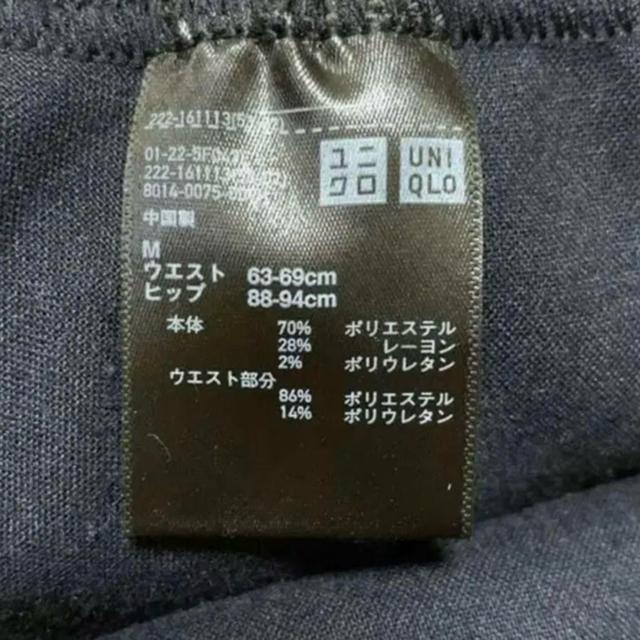 222-161113
ユニ
クロ
UNI
QLO
222-16111
8014-0075-
中国製
M
ウエスト 63-69cm
ヒップ 88-94cm
本体 70% ポリエステル
28% レーヨン
2% ポリウレタン
ウエスト部分
86% ポリエステル
14% ポリウレタン